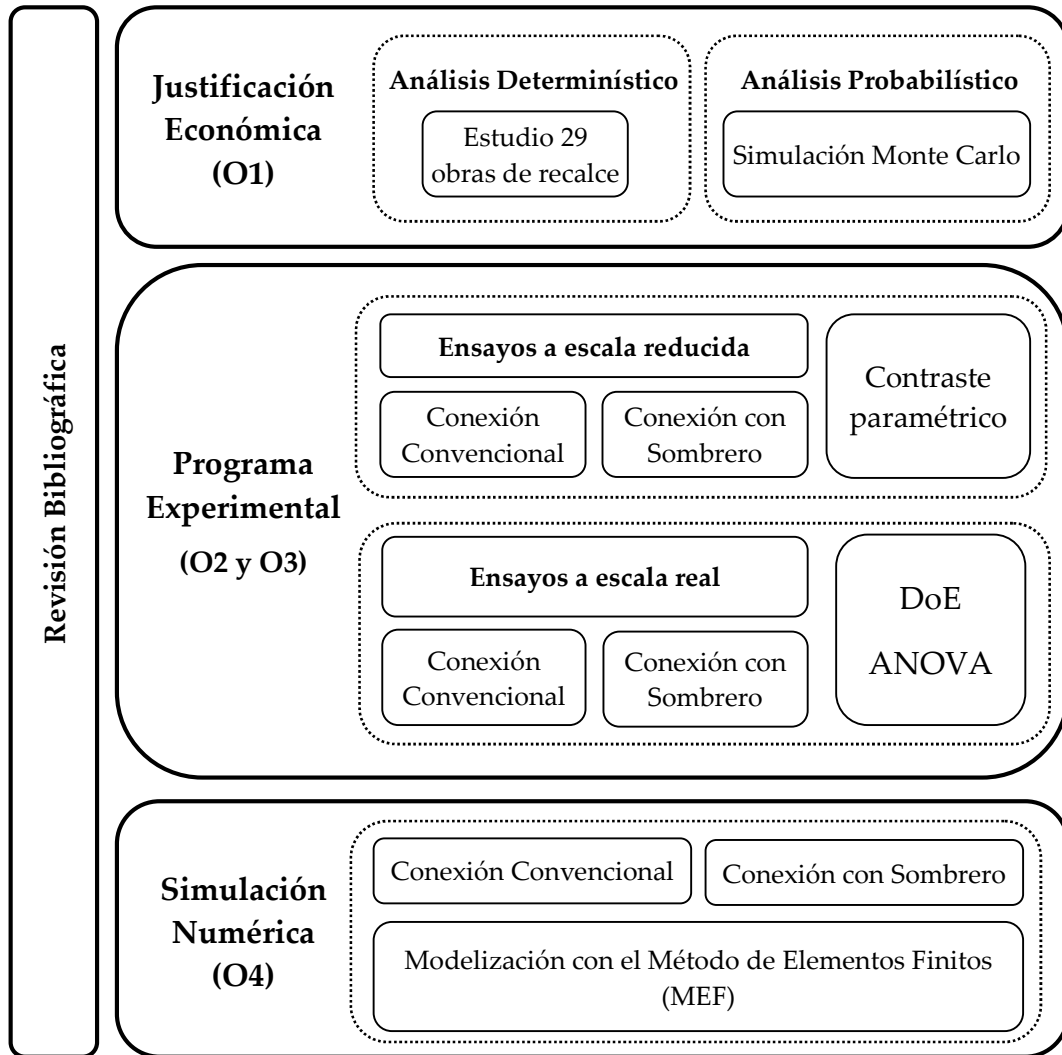 Revisión Bibliográfica
Justificación
Económica
(O1)
Análisis Determinístico
Estudio 29
obras de recalce
Análisis Probabilístico
Simulación Monte Carlo
Programa
Experimental
(O2 y O3)
Ensayos a escala reducida
Conexión
Convencional
Conexión con
Sombrero
Contraste
paramétrico
Ensayos a escala real
Conexión
Convencional
Conexión con
Sombrero
DoE
ANOVA
Simulación
Numérica
(O4)
Conexión Convencional
Conexión con Sombrero
Modelización con el Método de Elementos Finitos
(MEF)